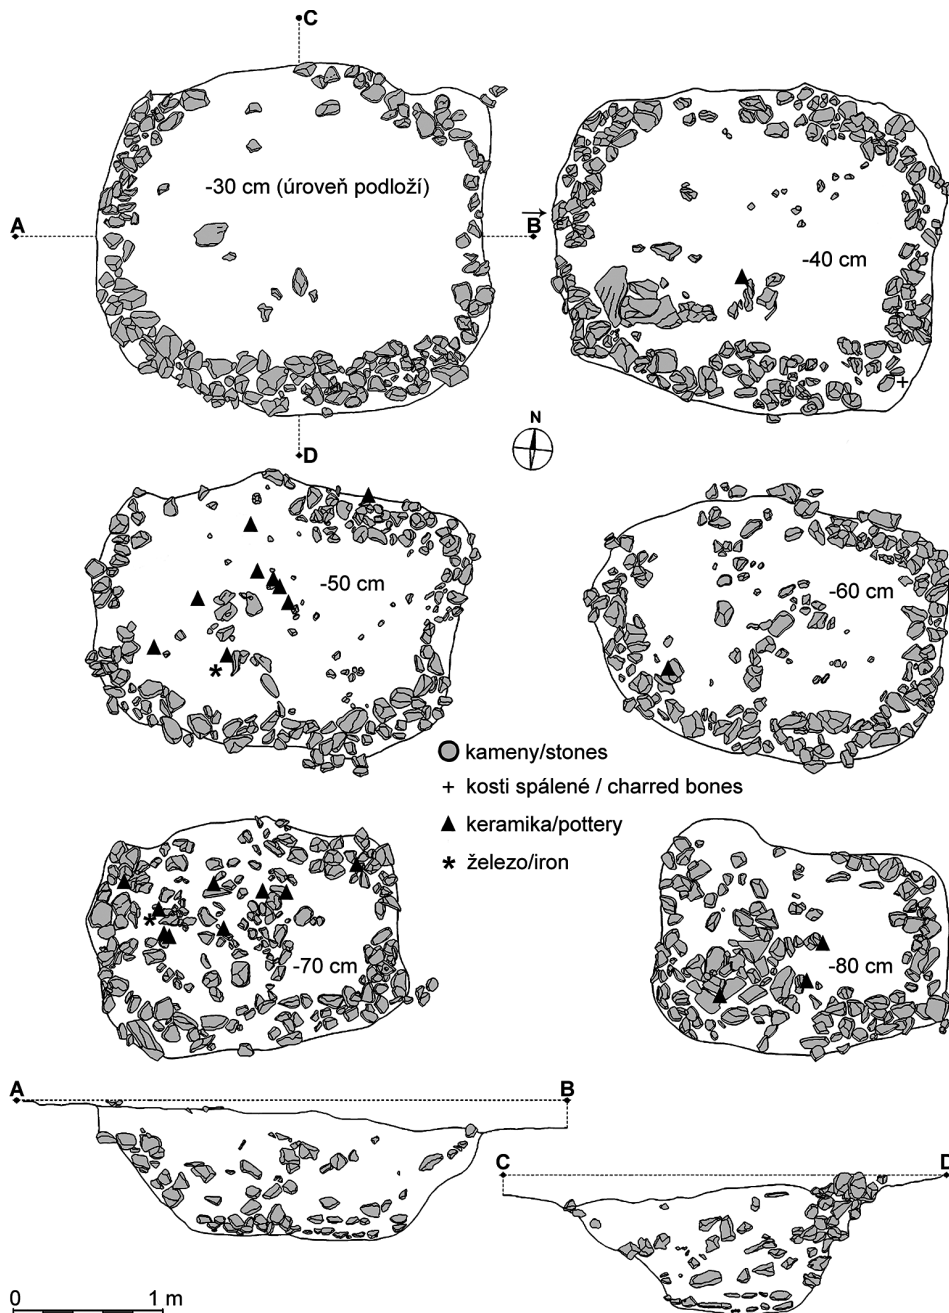 C
-30 cm (úroveň podloží)
A
B
-40 cm
D
N
-50 cm
-60 cm
kameny/stones
+ kosti spálené / charred bones
▲ keramika/pottery
* železo/iron
-70 cm
-80 cm
A
B
C
D
0
1 m